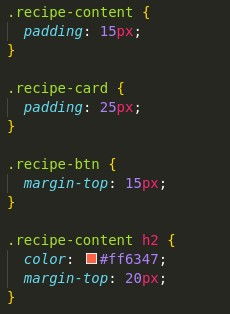 .recipe-content {
  padding: 15px;
}

.recipe-card {
  padding: 25px;
}

.recipe-btn {
  margin-top: 15px;
}

.recipe-content h2 {
  color: #ff6347;
  margin-top: 20px;
}